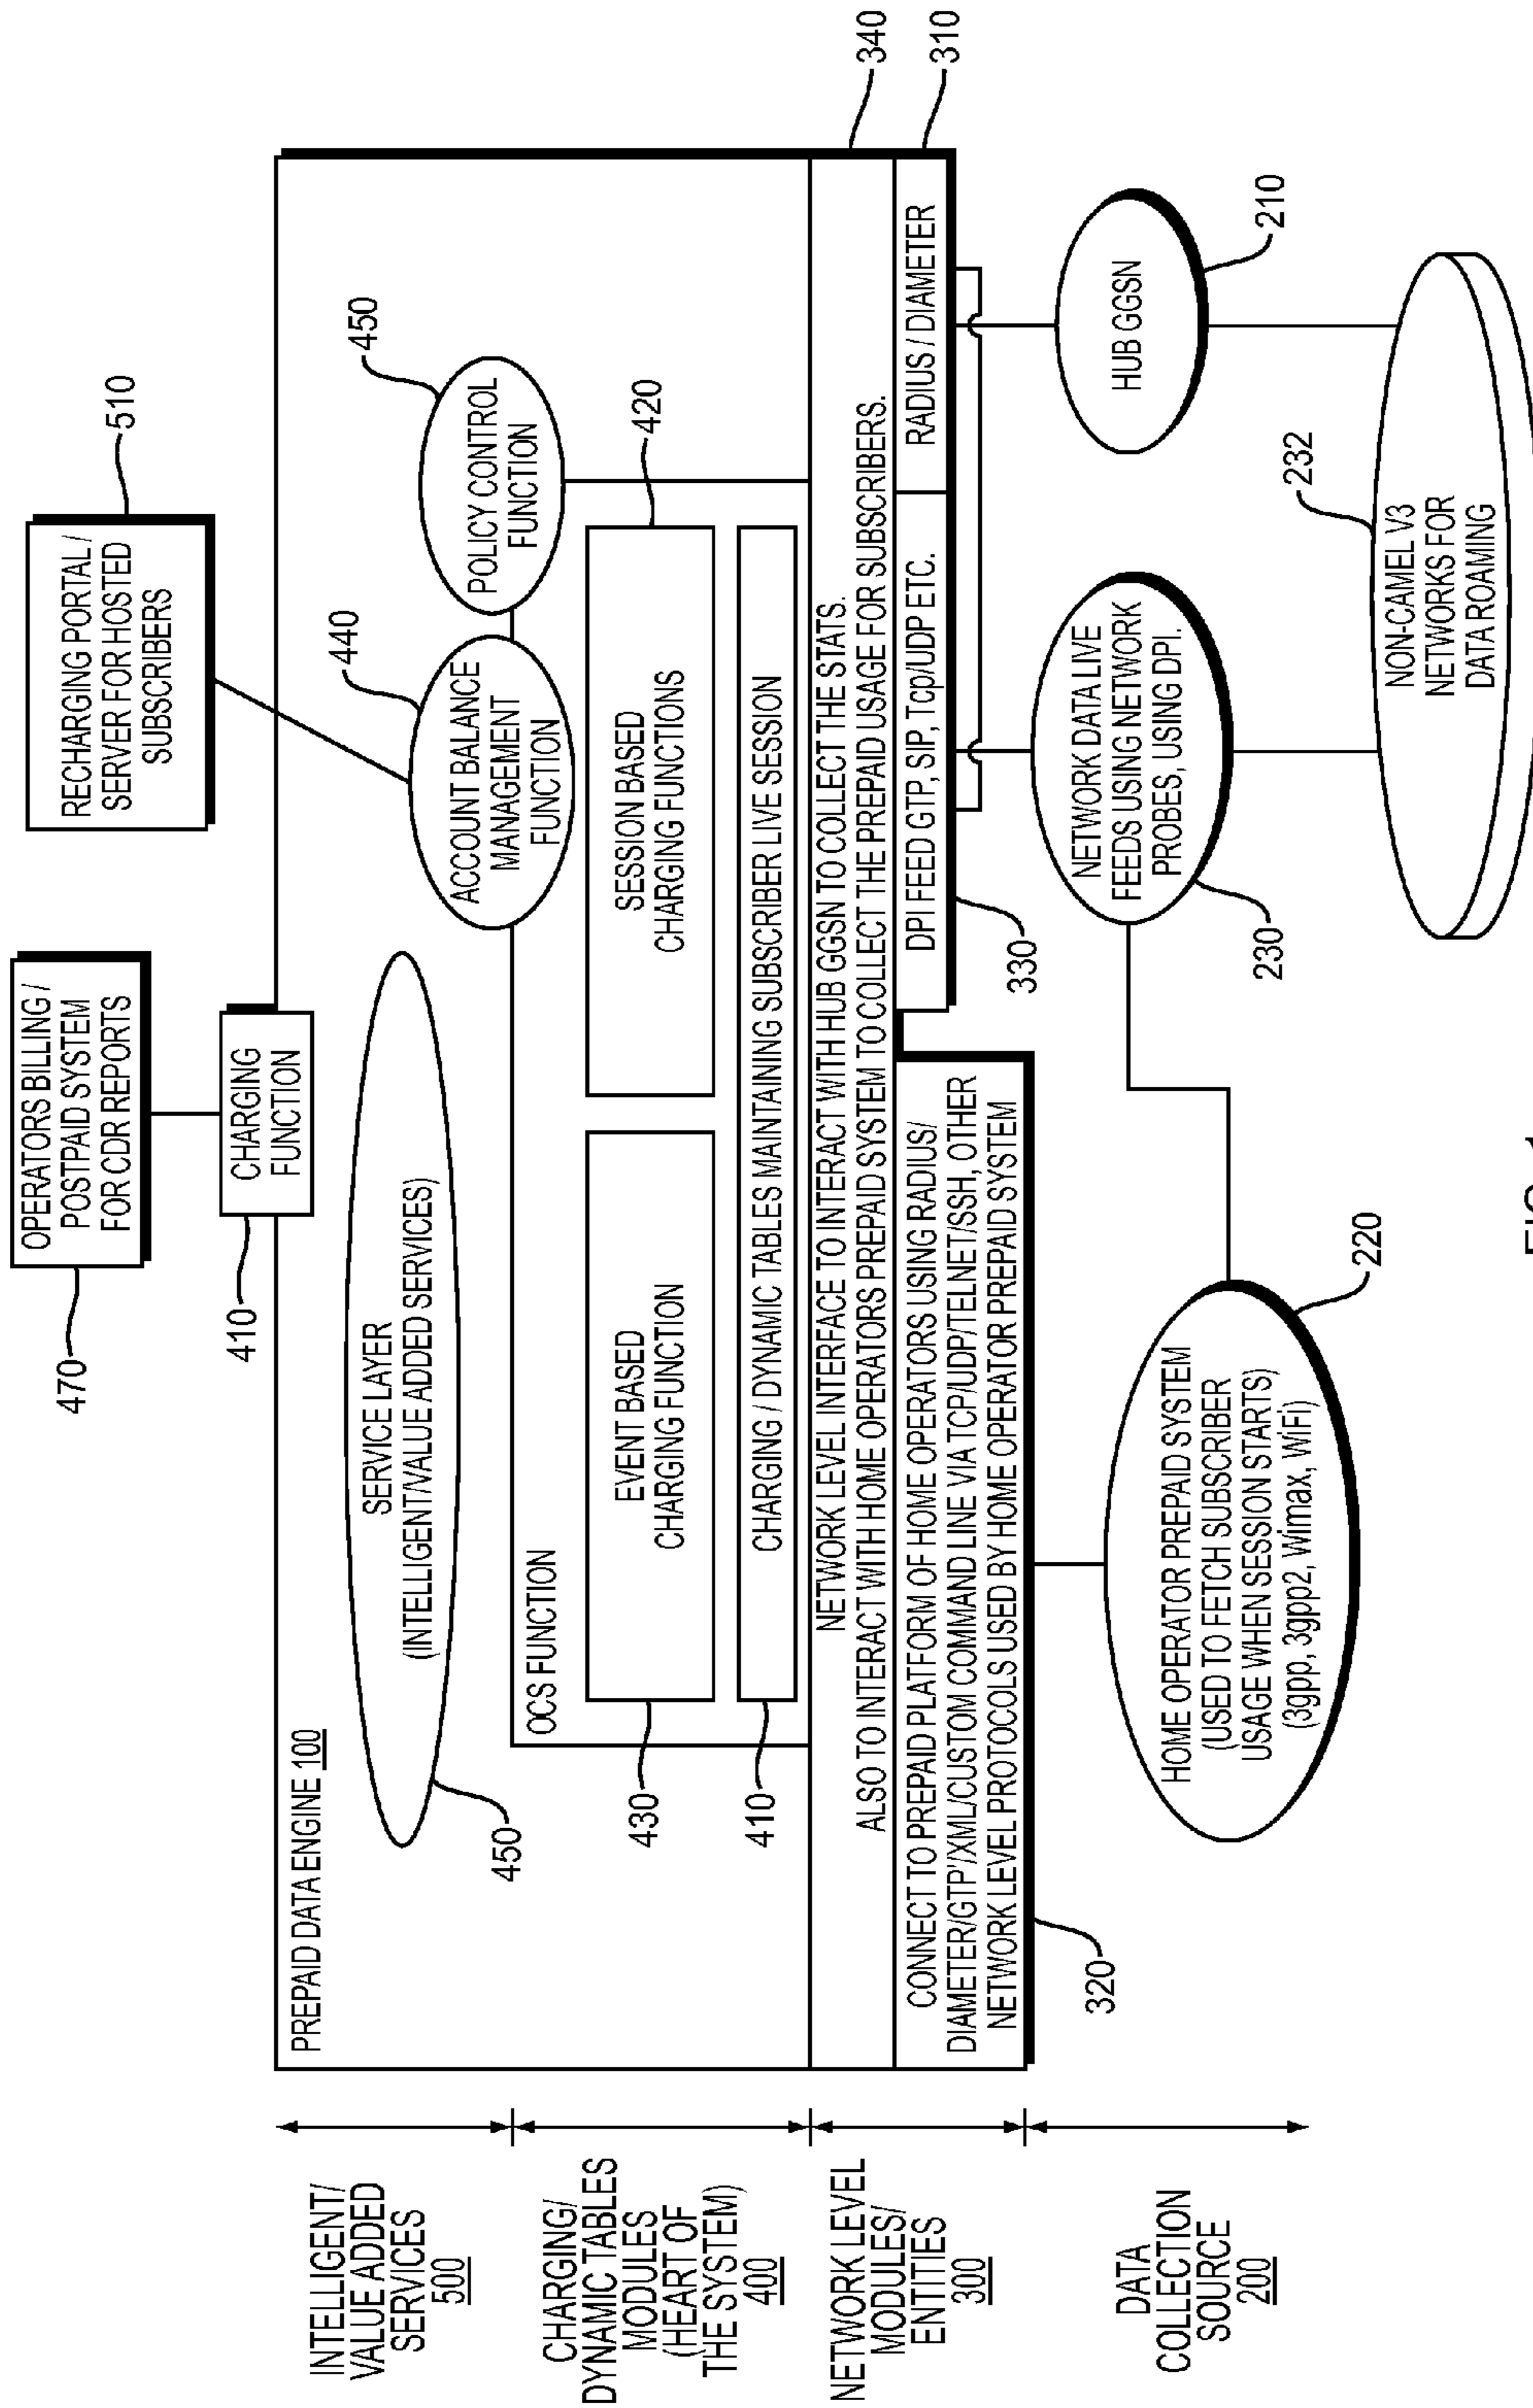 OPERATORS BILLING /
POSTPAID SYSTEM
FOR CDR REPORTS
470
RECHARGING PORTAL /
SERVER FOR HOSTED
SUBSCRIBERS
510
CHARGING
FUNCTION
410
PREPAID DATA ENGINE 100
SERVICE LAYER
(INTELLIGENT/VALUE ADDED SERVICES)
450
ACCOUNT BALANCE
MANAGEMENT
FUNCTION
440
POLICY CONTROL
FUNCTION
450
OCS FUNCTION
EVENT BASED
CHARGING FUNCTION
430
SESSION BASED
CHARGING FUNCTIONS
420
CHARGING / DYNAMIC TABLES MAINTAINING SUBSCRIBER LIVE SESSION
410
NETWORK LEVEL INTERFACE TO INTERACT WITH HUB GGSN TO COLLECT THE STATS.
ALSO TO INTERACT WITH HOME OPERATORS PREPAID SYSTEM TO COLLECT THE PREPAID USAGE FOR SUBSCRIBERS.
340
CONNECT TO PREPAID PLATFORM OF HOME OPERATORS USING RADIUS/
DIAMETER/GTP'/XML/CUSTOM COMMAND LINE VIA TCP/UDP/TELNET/SSH, OTHER
NETWORK LEVEL PROTOCOLS USED BY HOME OPERATOR PREPAID SYSTEM
320
DPI FEED GTP, SIP, Tcp/UDP ETC.
330
RADIUS / DIAMETER
310
HOME OPERATOR PREPAID SYSTEM
(USED TO FETCH SUBSCRIBER
USAGE WHEN SESSION STARTS)
(3gpp, 3gpp2, Wimax, WiFi)
220
NETWORK DATA LIVE
FEEDS USING NETWORK
PROBES, USING DPI.
230
HUB GGSN
210
NON-CAMEL V3
NETWORKS FOR
DATA ROAMING
232
INTELLIGENT/
VALUE ADDED
SERVICES
500
CHARGING/
DYNAMIC TABLES
MODULES
(HEART OF
THE SYSTEM)
400
NETWORK LEVEL
MODULES/
ENTITIES
300
DATA
COLLECTION
SOURCE
200